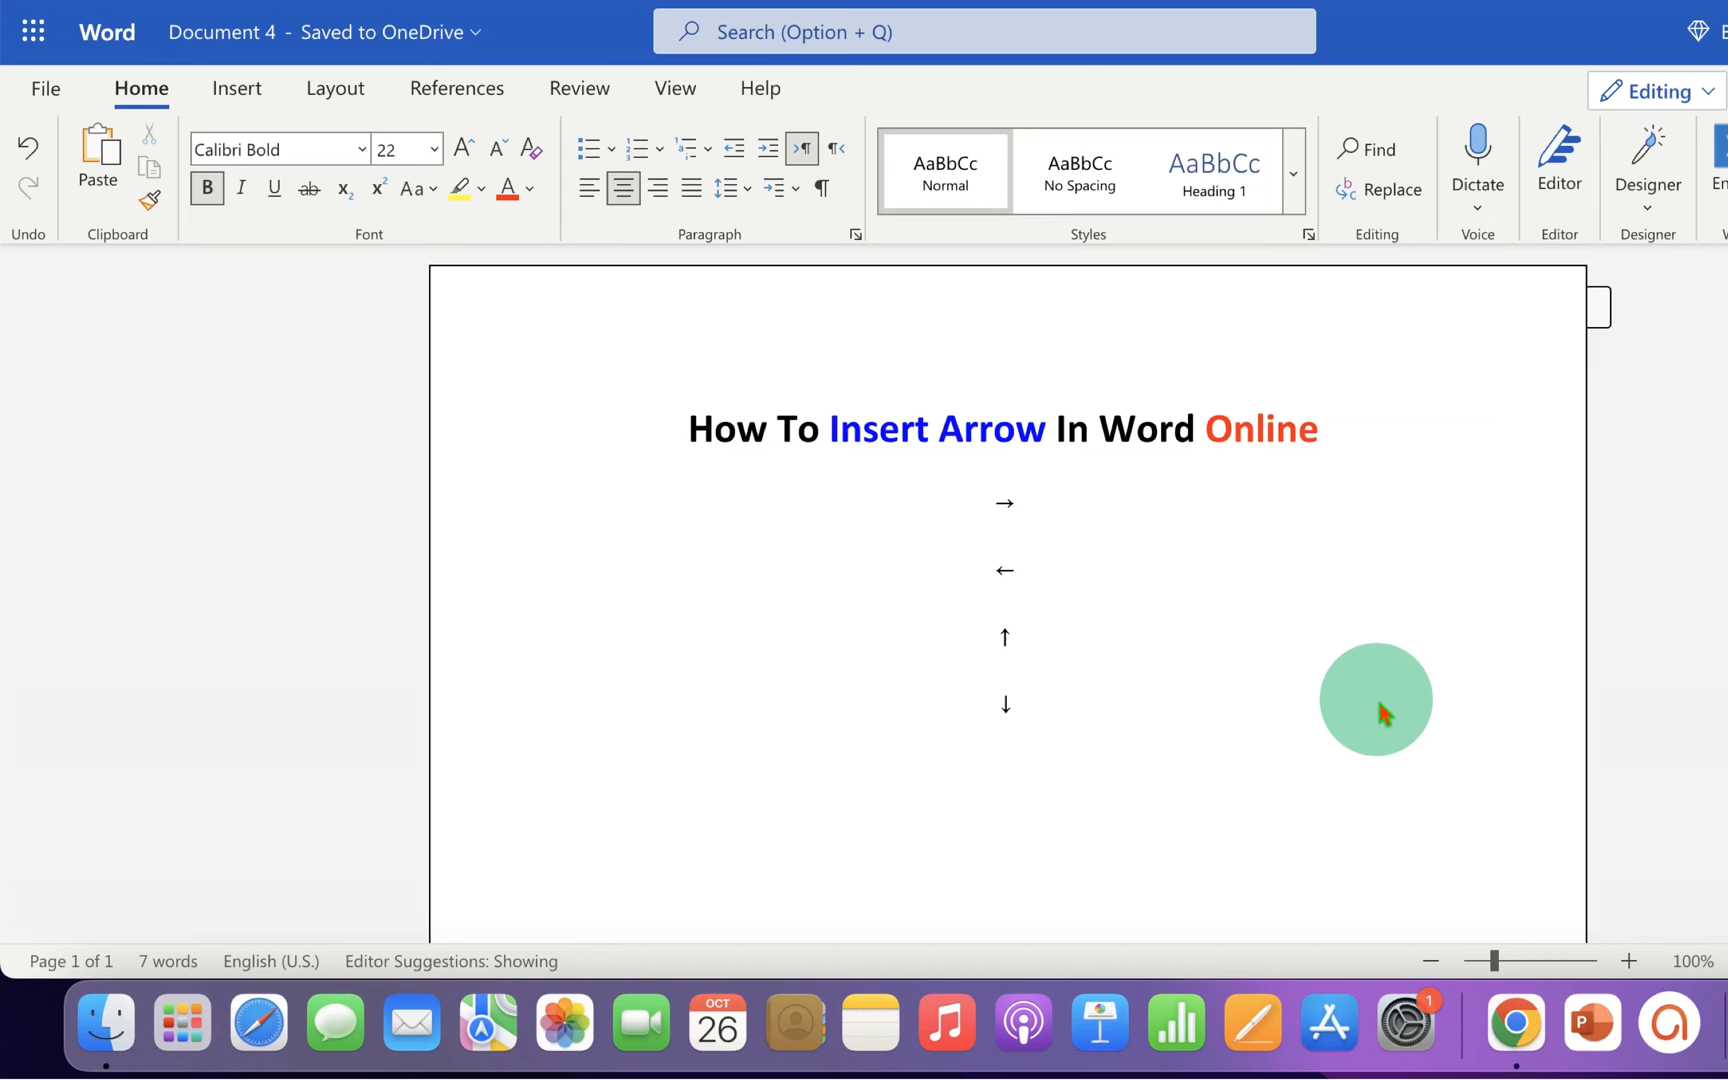 Word Document 4 - Saved to OneDrive Search (Option + Q)
File Home Insert Layout References Review View Help Editing
Calibri Bold 22
Paste
AaBbCc AaBbCc AaBbCc
Normal No Spacing Heading 1
Find
Replace
Dictate Editor Designer
Undo Clipboard Font Paragraph Styles Editing Voice Editor Designer
How To Insert Arrow In Word Online
→
←
↑
↓
Page 1 of 1 7 words English (U.S.) Editor Suggestions: Showing 100%
OCT
26
1
P